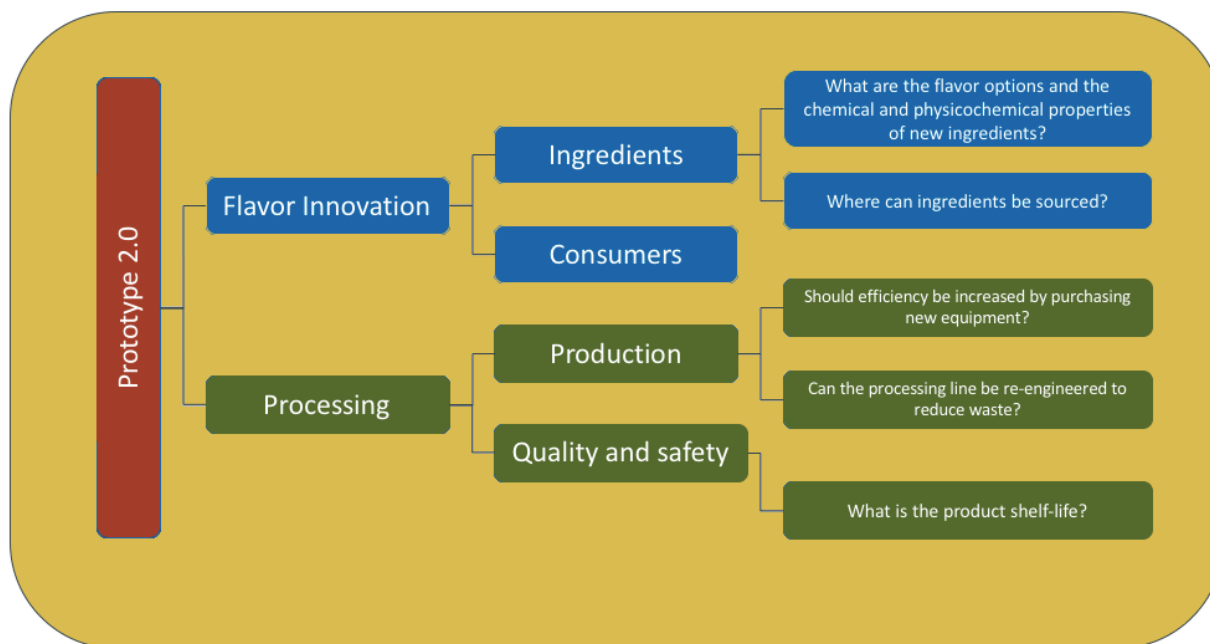 Prototype 2.0
Flavor Innovation
Ingredients
What are the flavor options and the
chemical and physicochemical properties
of new ingredients?
Where can ingredients be sourced?
Consumers
Processing
Production
Should efficiency be increased by purchasing
new equipment?
Can the processing line be re-engineered to
reduce waste?
Quality and safety
What is the product shelf-life?